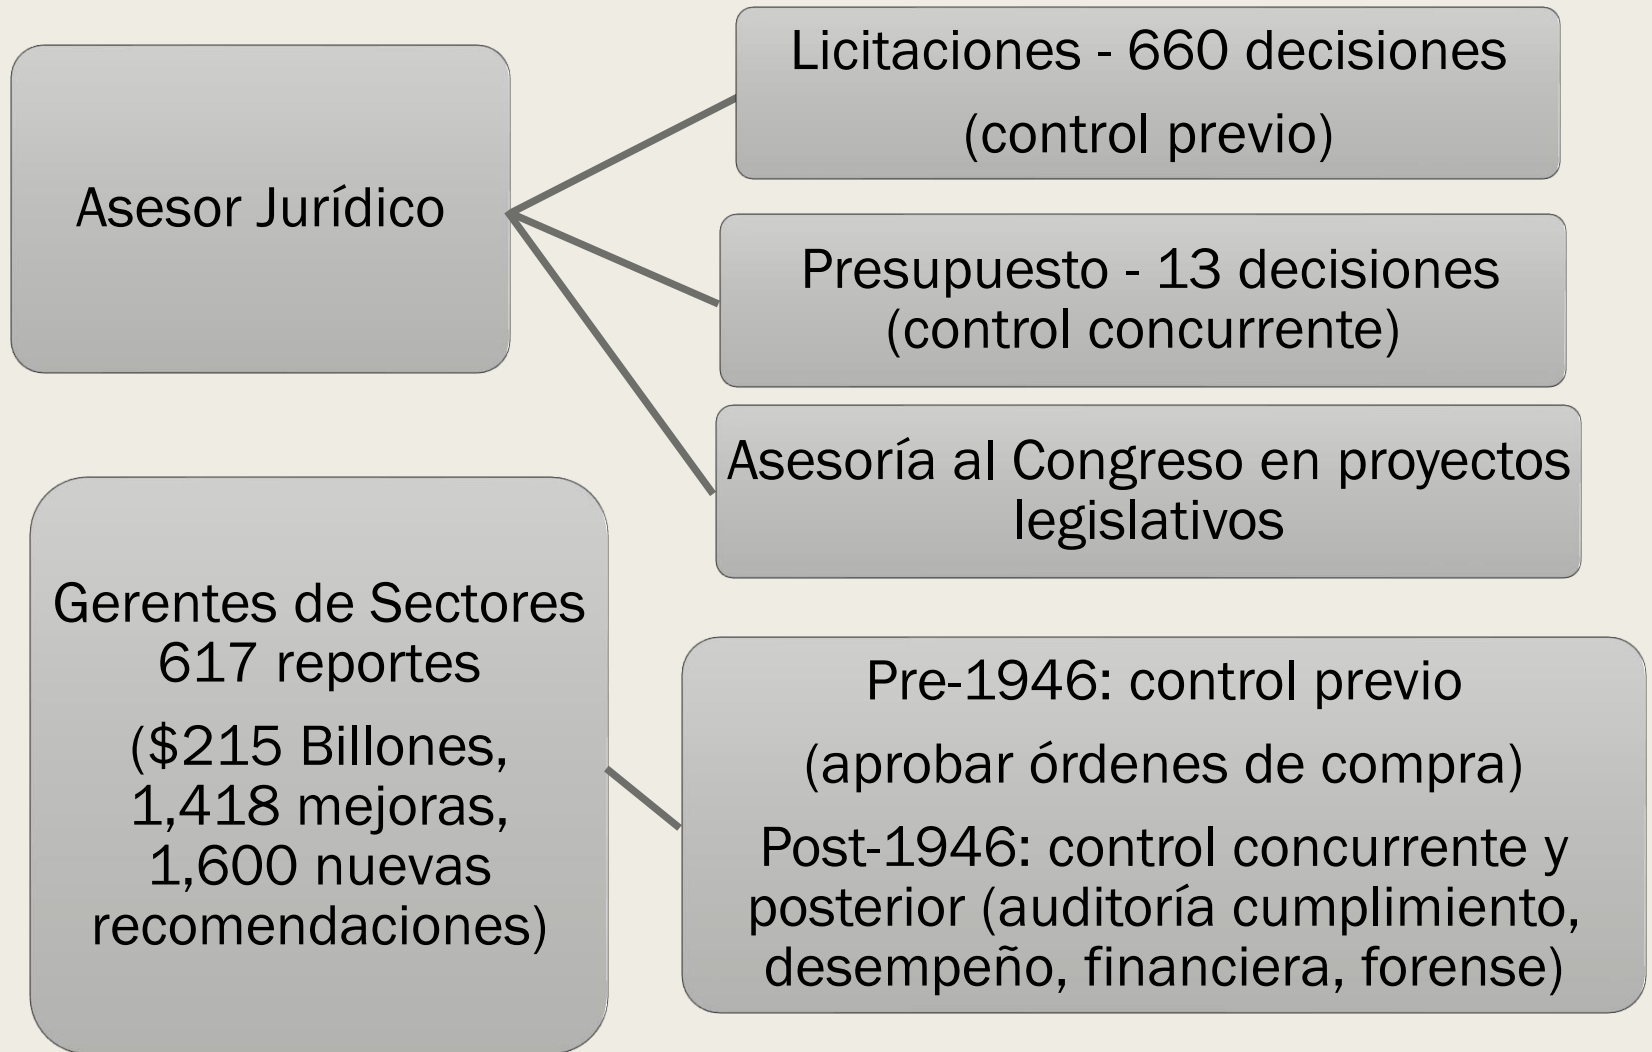 Asesor Jurídico
Licitaciones - 660 decisiones
(control previo)
Presupuesto - 13 decisiones
(control concurrente)
Asesoría al Congreso en proyectos
legislativos
Gerentes de Sectores
617 reportes
($215 Billones,
1,418 mejoras,
1,600 nuevas
recomendaciones)
Pre-1946: control previo
(aprobar órdenes de compra)
Post-1946: control concurrente y
posterior (auditoría cumplimiento,
desempeño, financiera, forense)